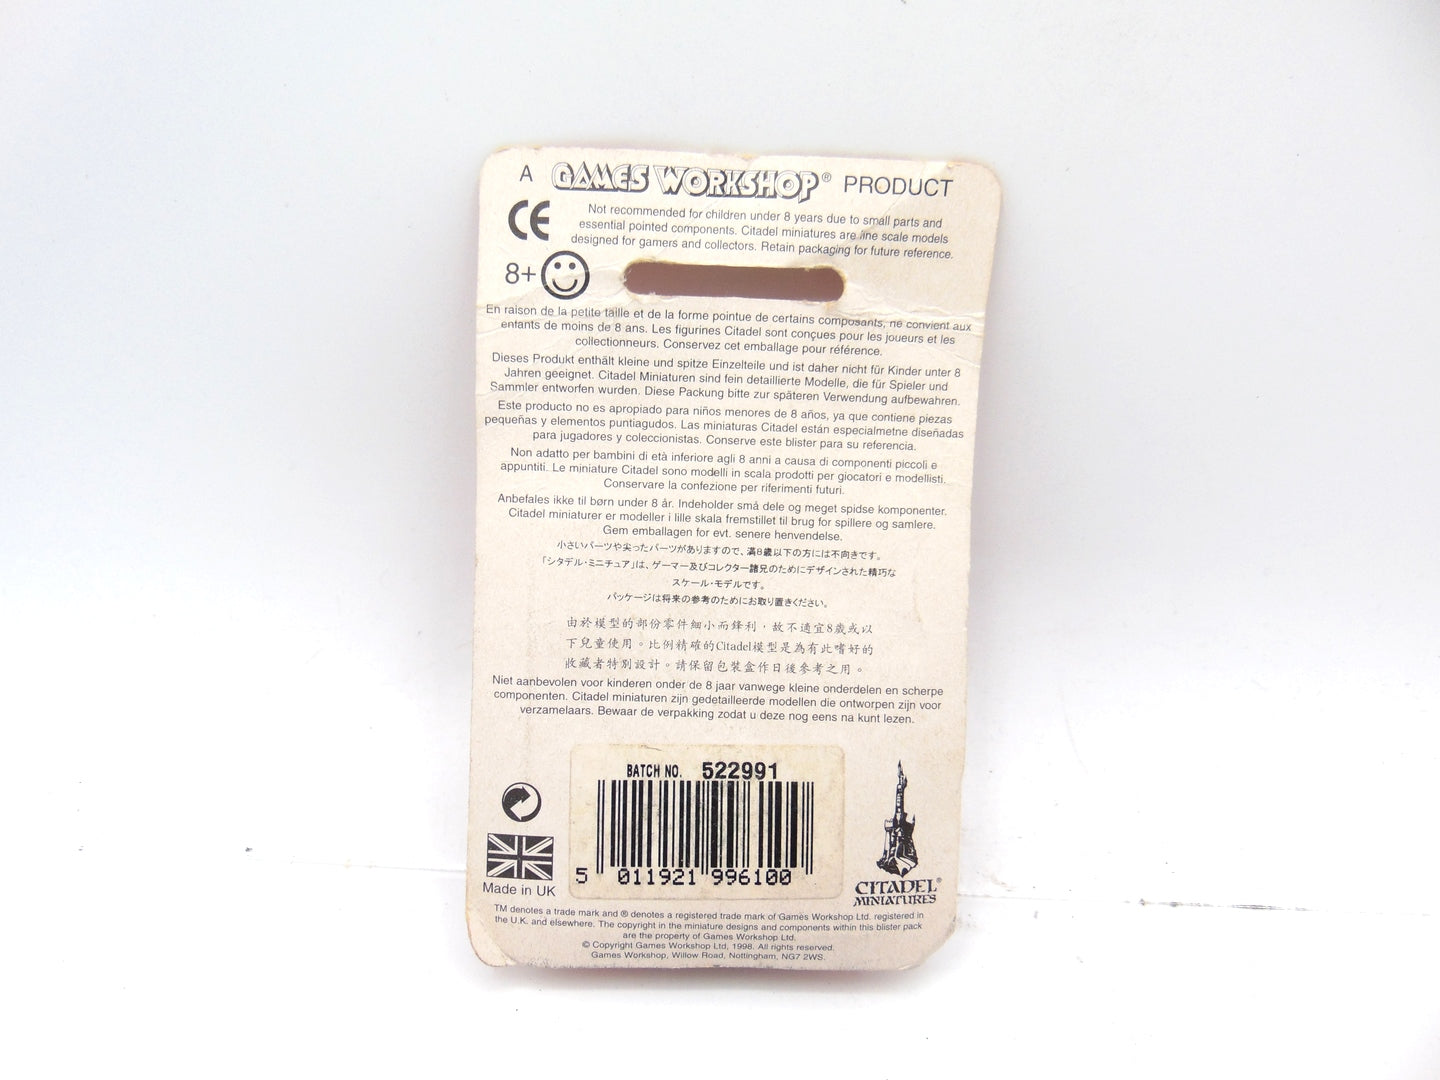 A GAMES WORKSHOP® PRODUCT
CE
Not recommended for children under 8 years due to small parts and
essential pointed components. Citadel miniatures are fine scale models
designed for gamers and collectors. Retain packaging for future reference.
8+
En raison de la petite taille et de la forme pointue de certains composants, ne convient aux
enfants de moins de 8 ans. Les figurines Citadel sont conçues pour les joueurs et les
collectionneurs. Conservez cet emballage pour référence.
Dieses Produkt enthält kleine und spitze Einzelteile und ist daher nicht für Kinder unter 8
Jahren geeignet. Citadel Miniaturen sind fein detaillierte Modelle, die für Spieler und
Sammler entworfen wurden. Diese Packung bitte zur späteren Verwendung aufbewahren.
Este producto no es apropiado para niños menores de 8 años, ya que contiene piezas
pequeñas y elementos puntiagudos. Las miniaturas Citadel están especialmetne diseñadas
para jugadores y coleccionistas. Conserve este blister para su referencia.
Non adatto per bambini di età inferiore agli 8 anni a causa di componenti piccoli e
appuntiti. Le miniature Citadel sono modelli in scala prodotti per giocatori e modellisti.
Conservare la confezione per riferimenti futuri.
Anbefales ikke til børn under 8 år. Indeholder små dele og meget spidse komponenter.
Citadel miniaturer er modeller i lille skala fremstillet til brug for spillere og samlere.
Gem emballagen for evt. senere henvendelse.
小さいパーツや尖ったパーツがありますので、満8歳以下の方には不向きです。
「シタデル・ミニチュア」は、ゲーマー及びコレクター諸兄のためにデザインされた精巧な
スケール・モデルです。
パッケージは将来の参考のためにお取り置きください。
由於模型的部份零件細小而鋒利，故不適宜8歲或以
下兒童使用。比例精確的Citadel模型是為有此嗜好的
收藏者特別設計。請保留包裝盒作日後參考之用。
Niet aanbevolen voor kinderen onder de 8 jaar vanwege kleine onderdelen en scherpe
componenten. Citadel miniaturen zijn gedetailleerde modellen die ontworpen zijn voor
verzamelaars. Bewaar de verpakking zodat u deze nog eens na kunt lezen.
BATCH NO. 522991
5 011921 996100
Made in UK
CITADEL®
MINIATURES
TM denotes a trade mark and ® denotes a registered trade mark of Games Workshop Ltd. registered in
the U.K. and elsewhere. The copyright in the miniature designs and components within this blister pack
are the property of Games Workshop Ltd.
© Copyright Games Workshop Ltd, 1998. All rights reserved.
Games Workshop, Willow Road, Nottingham, NG7 2WS.